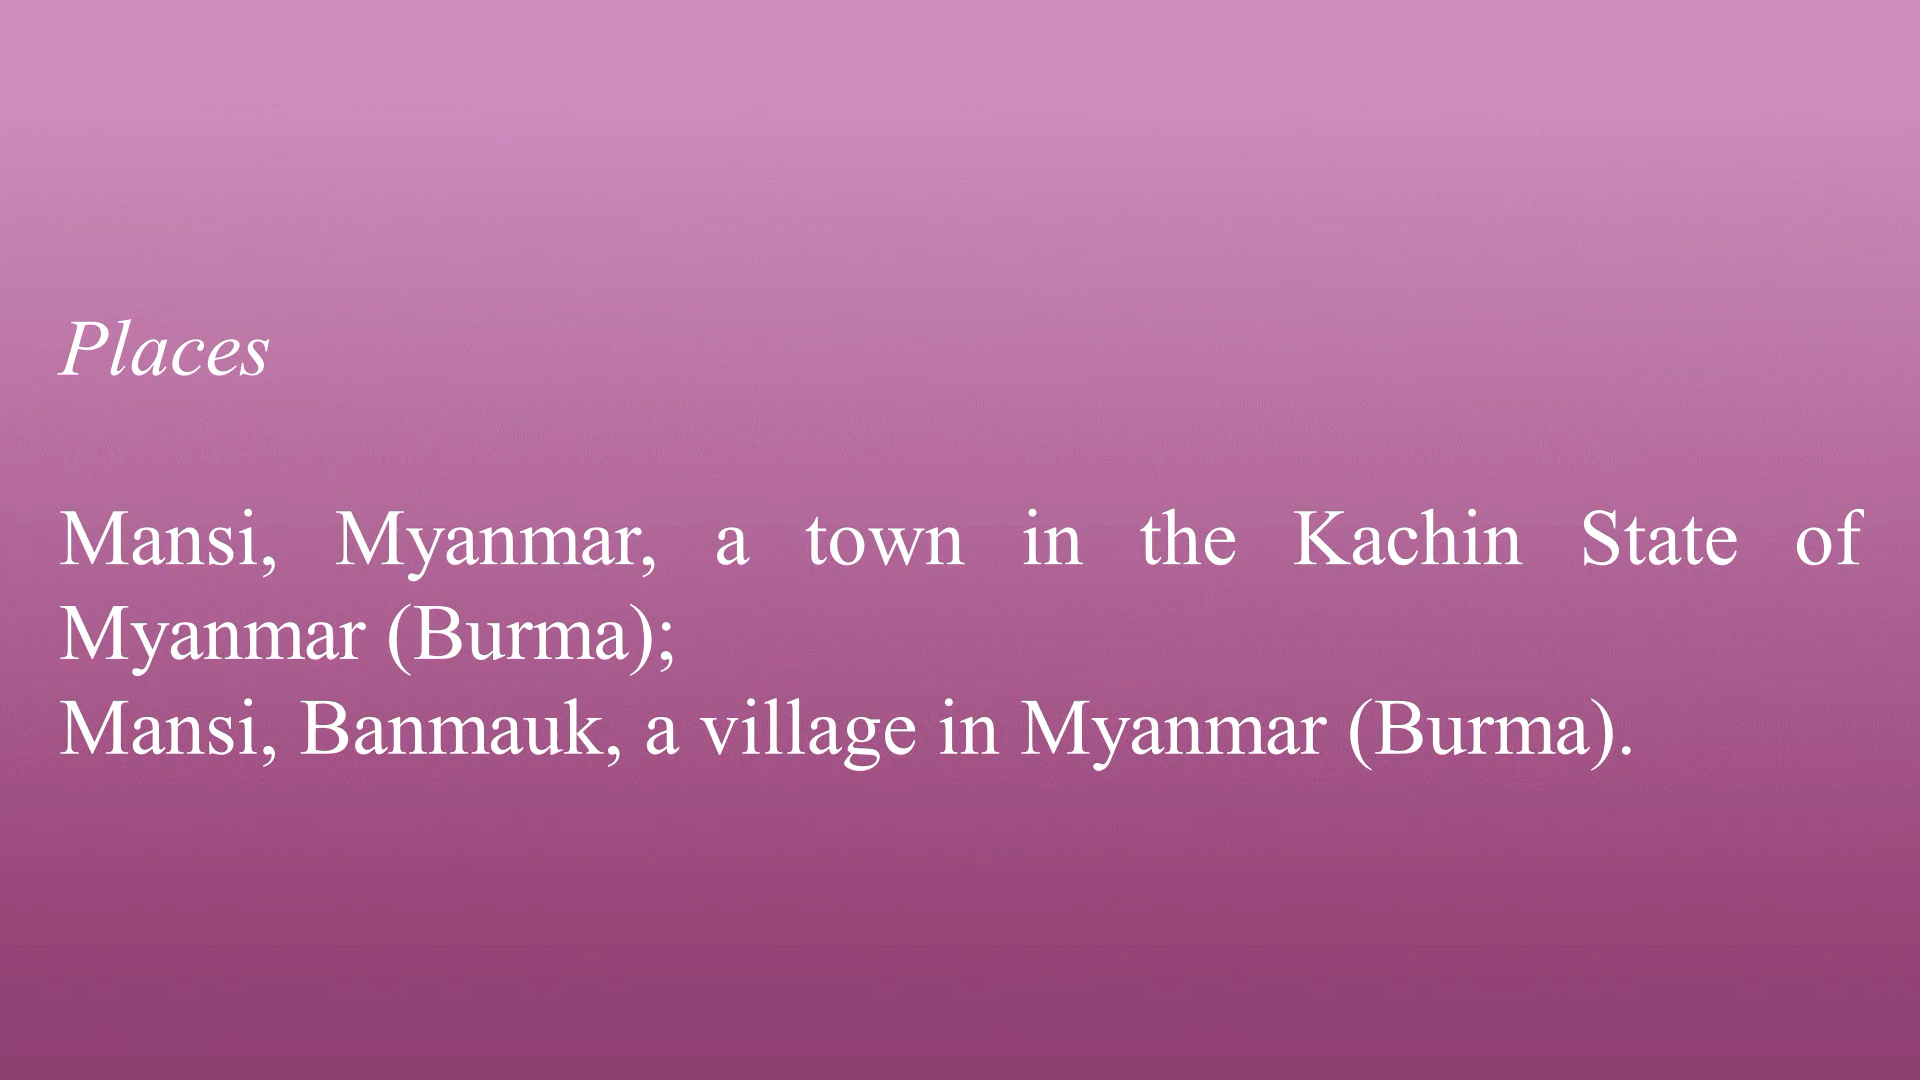 Places
Mansi, Myanmar, a town in the Kachin State of
Myanmar (Burma);
Mansi, Banmauk, a village in Myanmar (Burma).